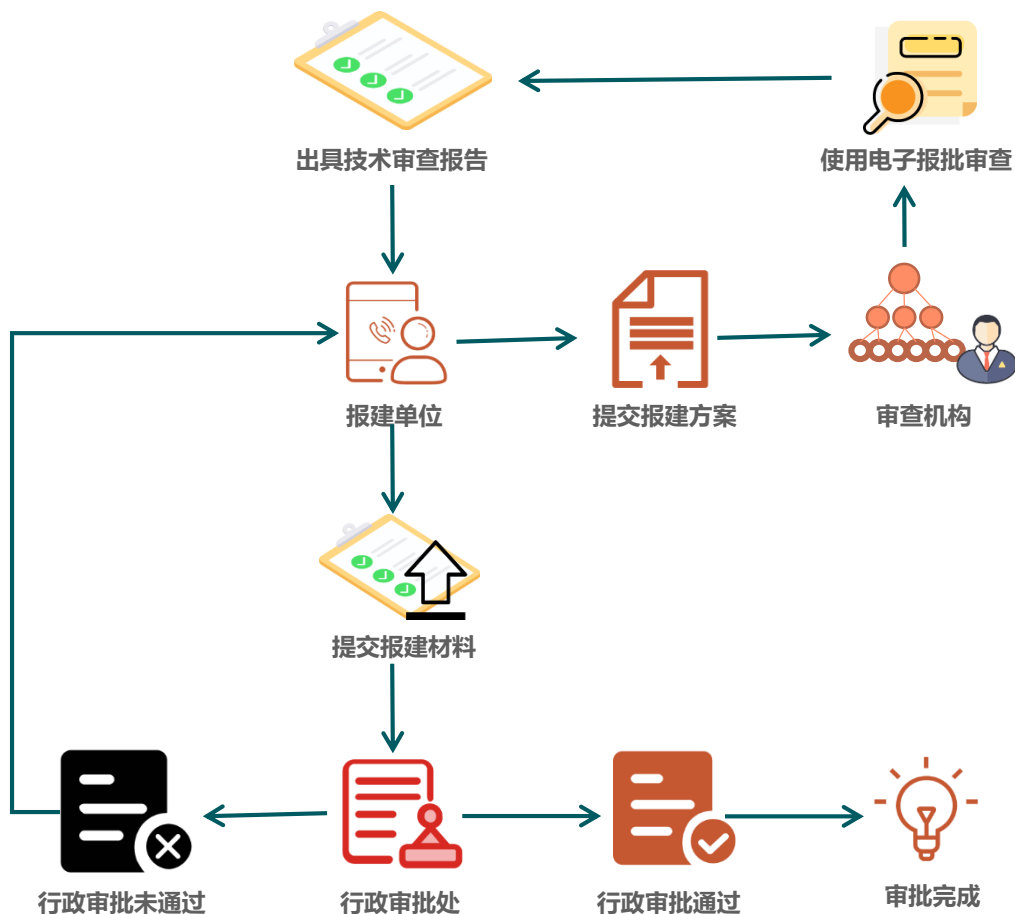 出具技术审查报告
使用电子报批审查
报建单位
提交报建方案
审查机构
提交报建材料
行政审批未通过
行政审批处
行政审批通过
审批完成